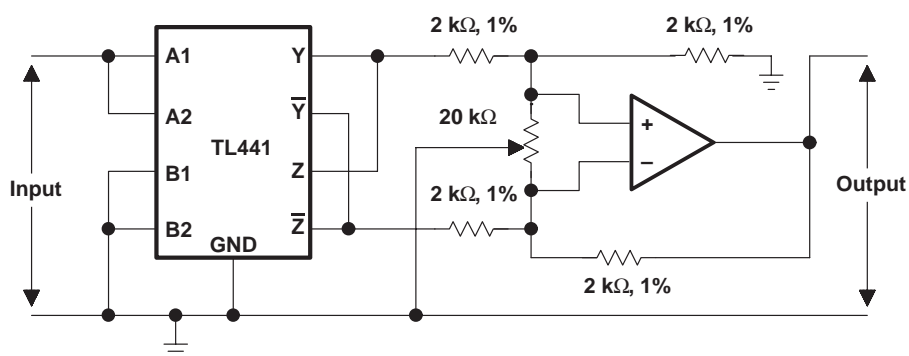 2 kΩ, 1%
2 kΩ, 1%
A1
Y
A2
Y̅
20 kΩ
+
TL441
−
B1
Z
Input
2 kΩ, 1%
Output
B2
Z̅
GND
2 kΩ, 1%